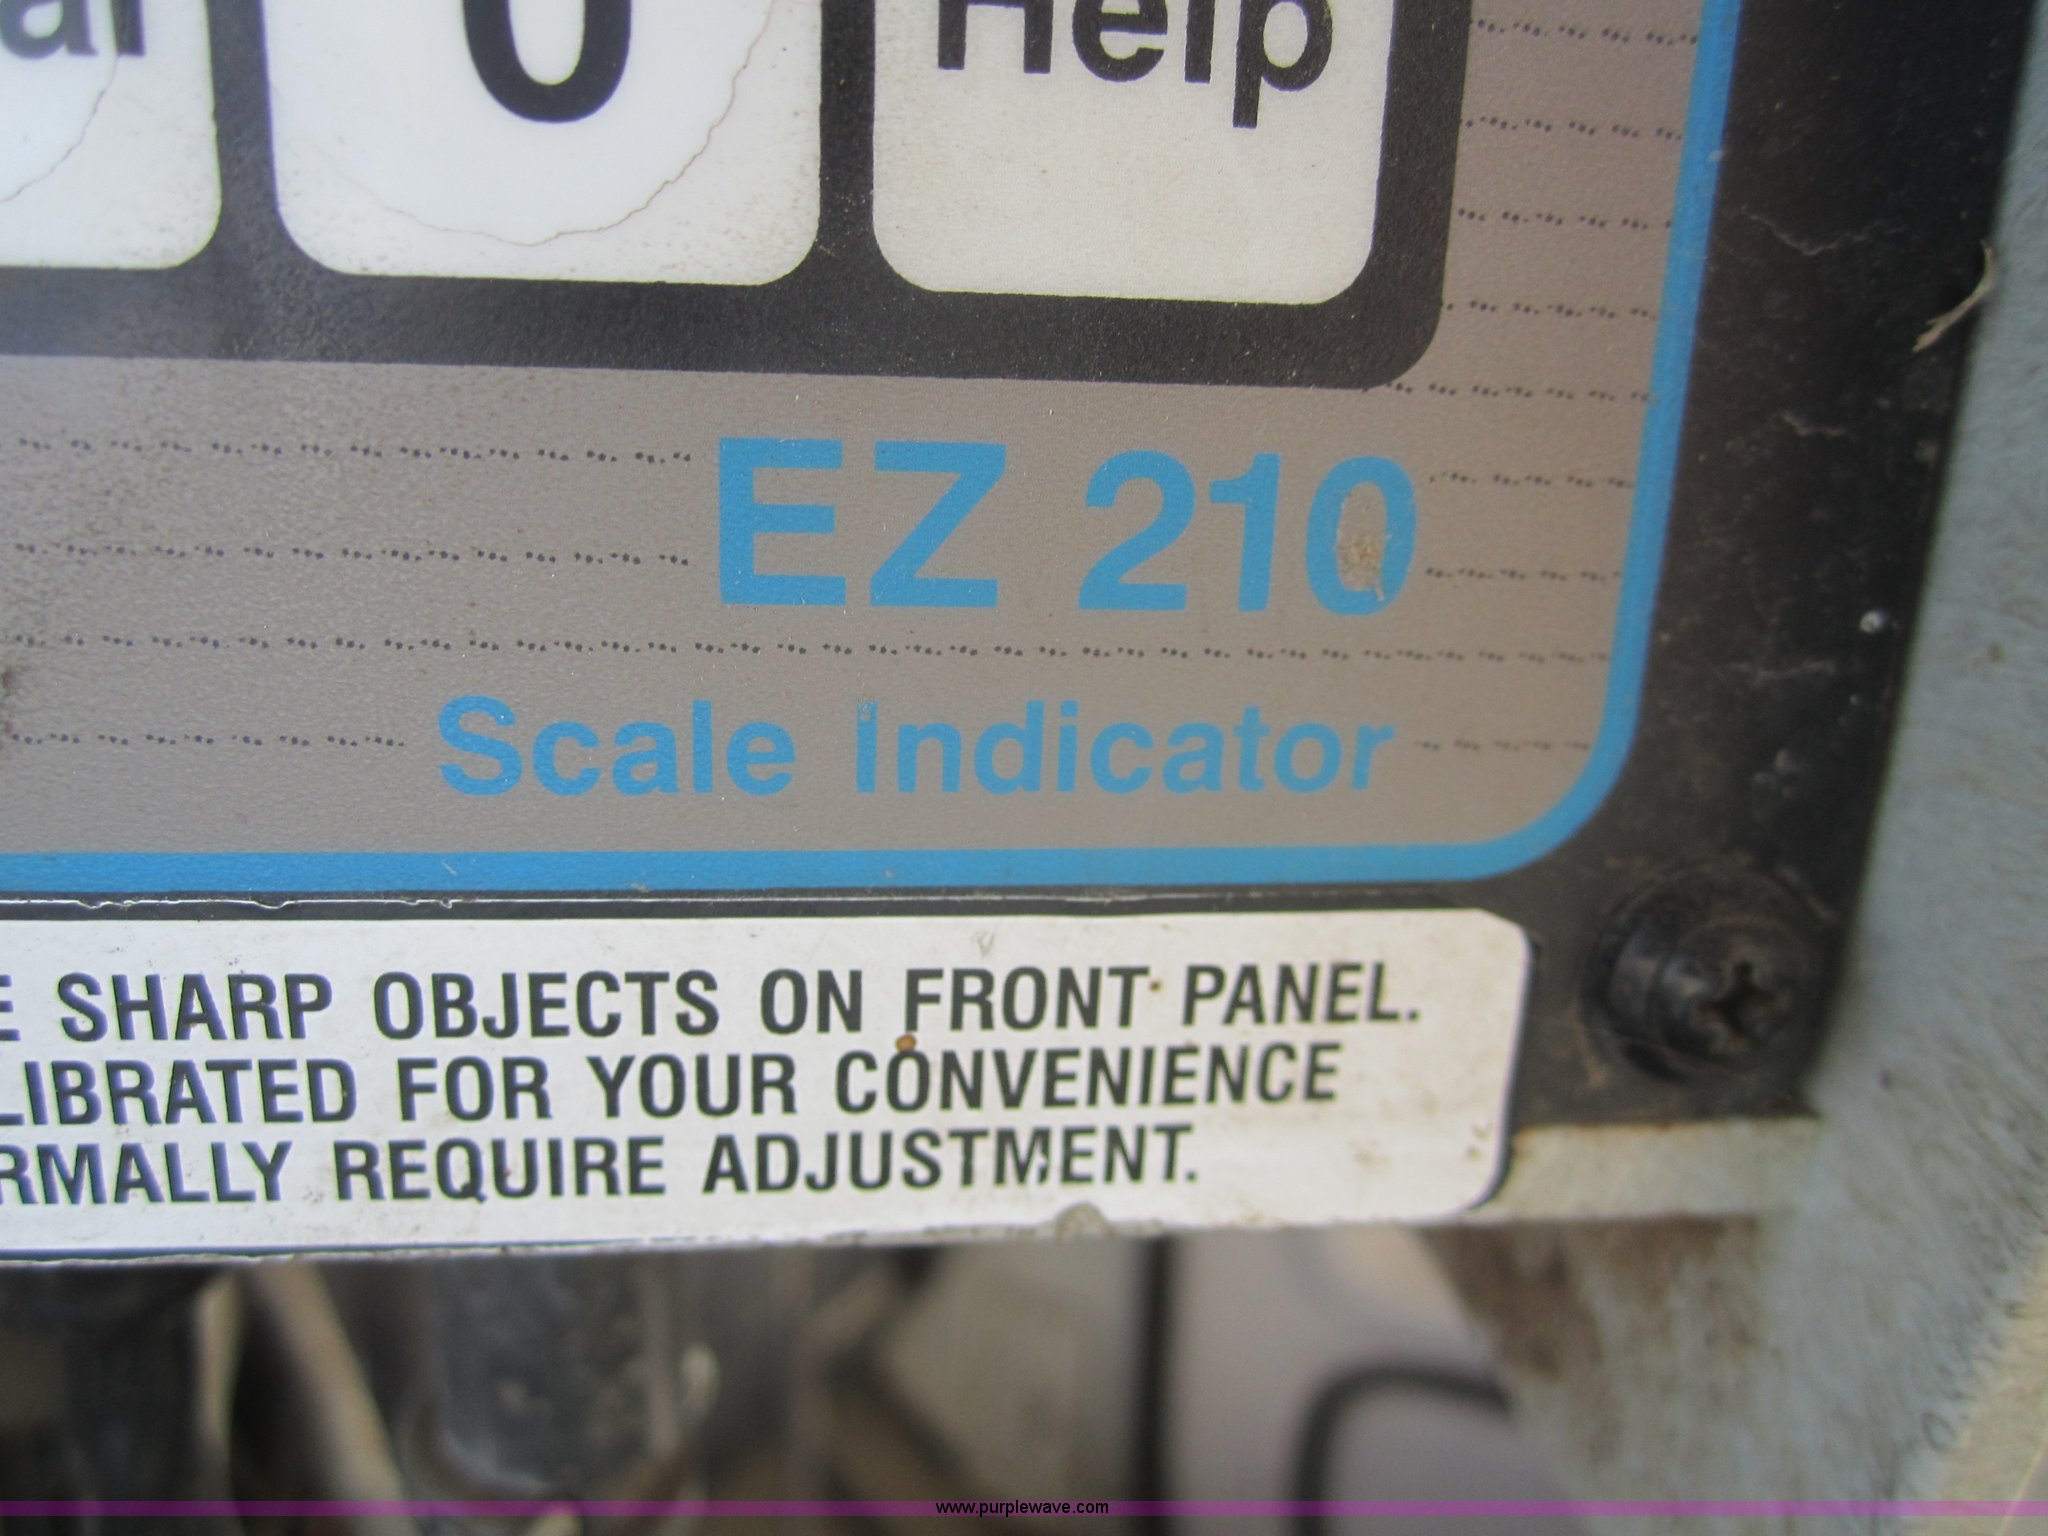 0
Help
EZ 210
Scale Indicator
SHARP OBJECTS ON FRONT PANEL.
LIBRATED FOR YOUR CONVENIENCE
RMALLY REQUIRE ADJUSTMENT.
www.purplewave.com